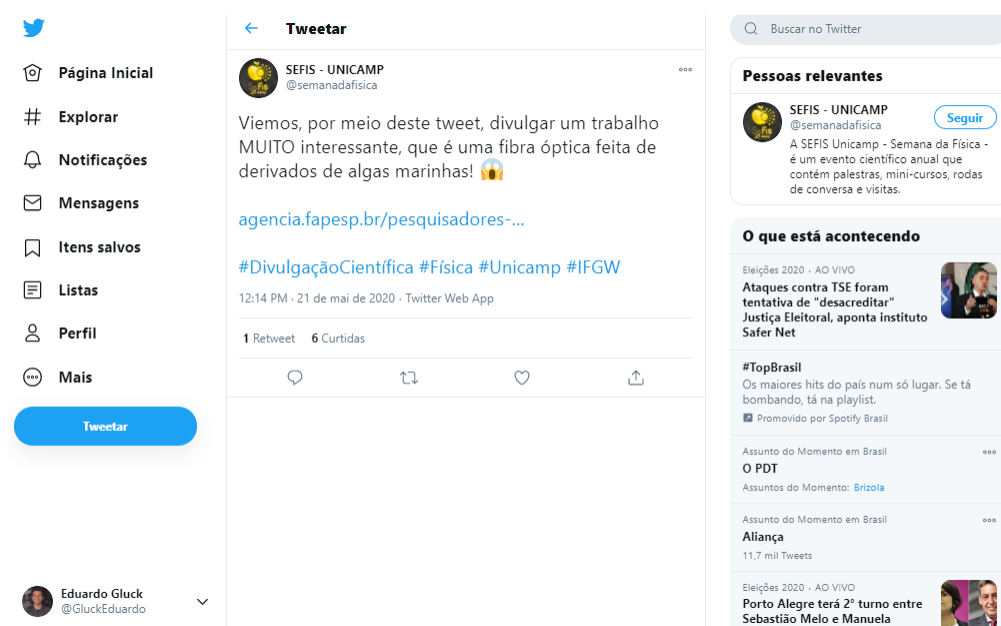 Página Inicial
Explorar
Notificações
Mensagens
Itens salvos
Listas
Perfil
Mais
Tweetar
Eduardo Gluck
@GluckEduardo
Tweetar
SEFIS - UNICAMP
@semanadafisica
Viemos, por meio deste tweet, divulgar um trabalho
MUITO interessante, que é uma fibra óptica feita de
derivados de algas marinhas! 😱
agencia.fapesp.br/pesquisadores-...
#DivulgaçãoCientífica #Física #Unicamp #IFGW
12:14 PM · 21 de mai de 2020 · Twitter Web App
1 Retweet 6 Curtidas
Buscar no Twitter
Pessoas relevantes
SEFIS - UNICAMP
@semanadafisica
Seguir
A SEFIS Unicamp - Semana da Física -
é um evento científico anual que
contém palestras, mini-cursos, rodas
de conversa e visitas.
O que está acontecendo
Eleições 2020 · AO VIVO
Ataques contra TSE foram
tentativa de "desacreditar"
Justiça Eleitoral, aponta instituto
Safer Net
#TopBrasil
Os maiores hits do país num só lugar. Se tá
bombando, tá na playlist.
Promovido por Spotify Brasil
Assunto do Momento em Brasil
O PDT
Assuntos do Momento: Brizola
Assunto do Momento em Brasil
Aliança
11,7 mil Tweets
Eleições 2020 · AO VIVO
Porto Alegre terá 2° turno entre
Sebastião Melo e Manuela